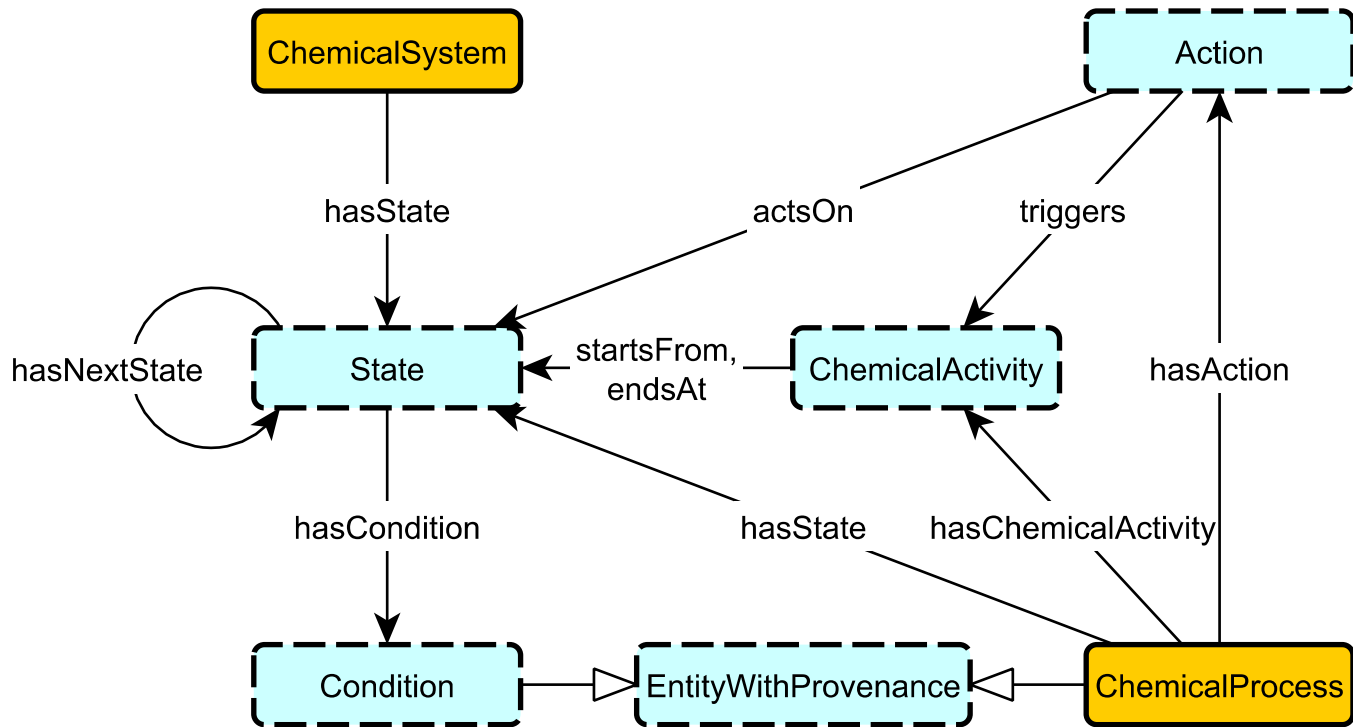 ChemicalSystem
Action
hasState
actsOn
triggers
hasNextState
State
startsFrom,
endsAt
ChemicalActivity
hasAction
hasCondition
hasState
hasChemicalActivity
Condition
EntityWithProvenance
ChemicalProcess